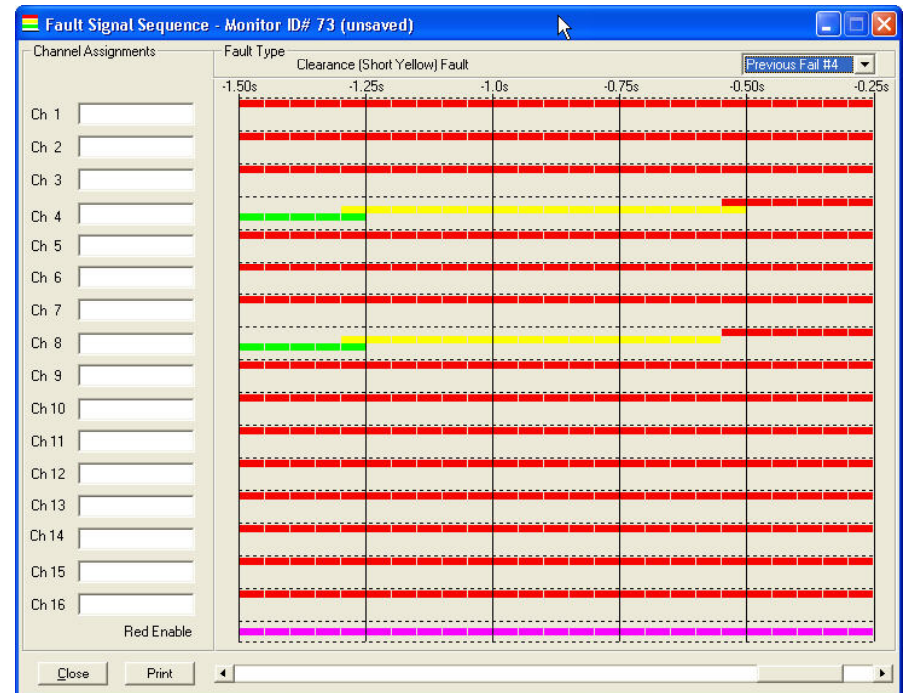 Fault Signal Sequence - Monitor ID# 73 (unsaved)
Channel Assignments
Fault Type
Clearance (Short Yellow) Fault
Previous Fail #4
-1.50s -1.25s -1.0s -0.75s -0.50s -0.25s
Ch 1
Ch 2
Ch 3
Ch 4
Ch 5
Ch 6
Ch 7
Ch 8
Ch 9
Ch 10
Ch 11
Ch 12
Ch 13
Ch 14
Ch 15
Ch 16
Red Enable
Close Print